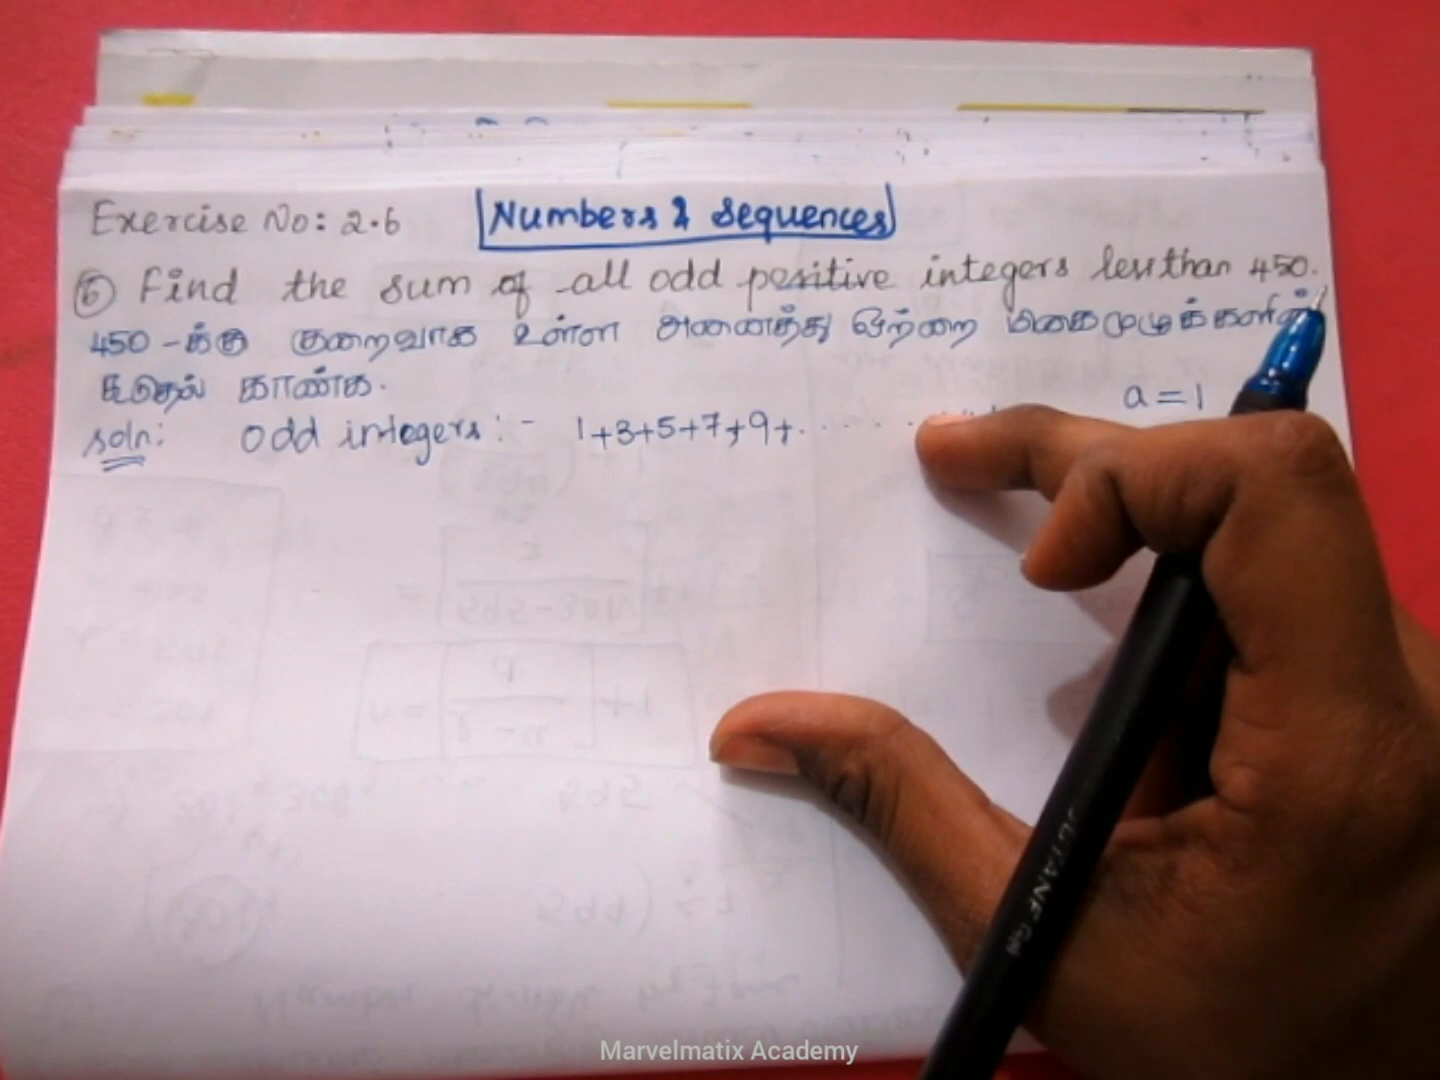 Exercise No: 2.6 Numbers & Sequences
6) Find the sum of all odd positive integers less than 450.
450 - க்கு குறைவாக உள்ள அனைத்து ஒற்றை மிகை முழுக்களின்
கூடுதல் காண்க.
soln: Odd integers :- 1+3+5+7+9+....... a=1
Marvelmatix Academy